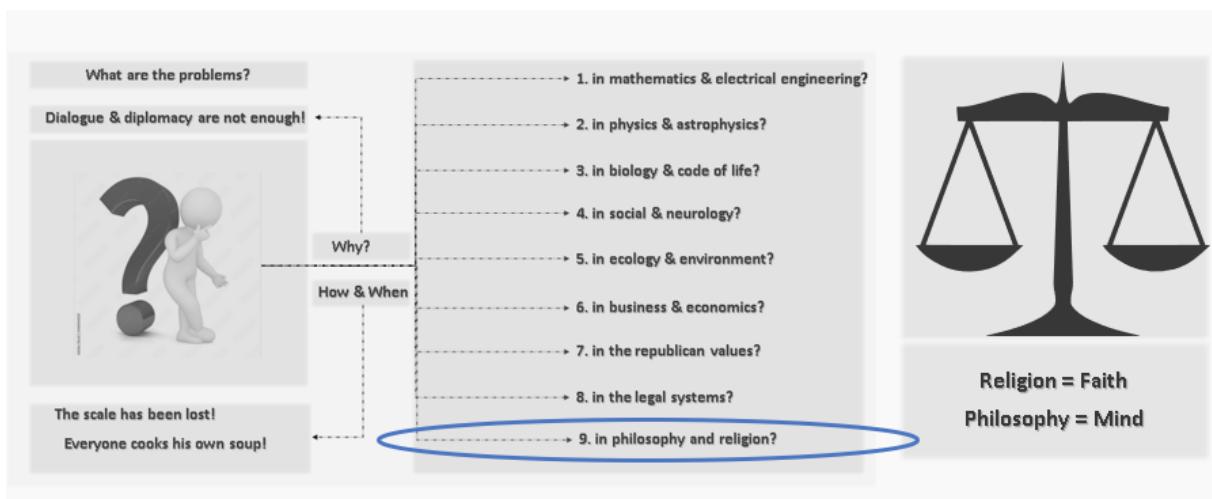 What are the problems?
Dialogue & diplomacy are not enough!
Why?
How & When
The scale has been lost!
Everyone cooks his own soup!
1. in mathematics & electrical engineering?
2. in physics & astrophysics?
3. in biology & code of life?
4. in social & neurology?
5. in ecology & environment?
6. in business & economics?
7. in the republican values?
8. in the legal systems?
9. in philosophy and religion?
Religion = Faith
Philosophy = Mind